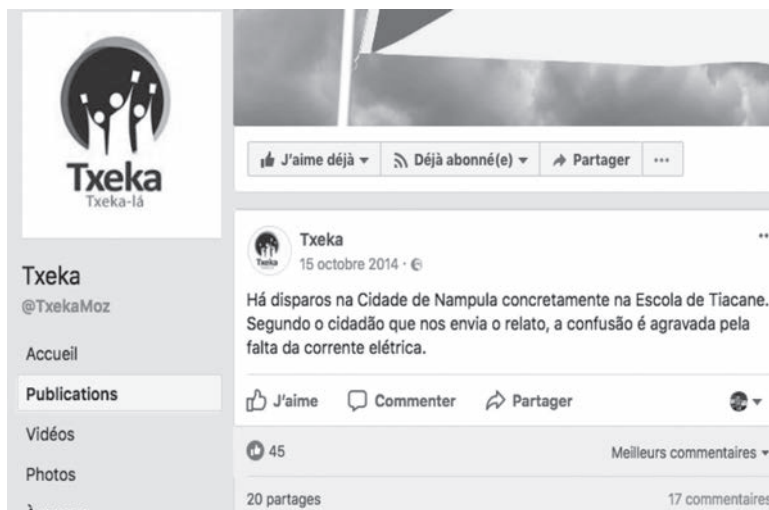 Txeka
Txeka-lá
Txeka
@TxekaMoz
Accueil
Publications
Vidéos
Photos
J'aime déjà
Déjà abonné(e)
Partager
Txeka
Txeka
15 octobre 2014
Há disparos na Cidade de Nampula concretamente na Escola de Tiacane.
Segundo o cidadão que nos envia o relato, a confusão é agravada pela
falta da corrente elétrica.
J'aime Commenter Partager
45 Meilleurs commentaires
20 partages 17 commentaires